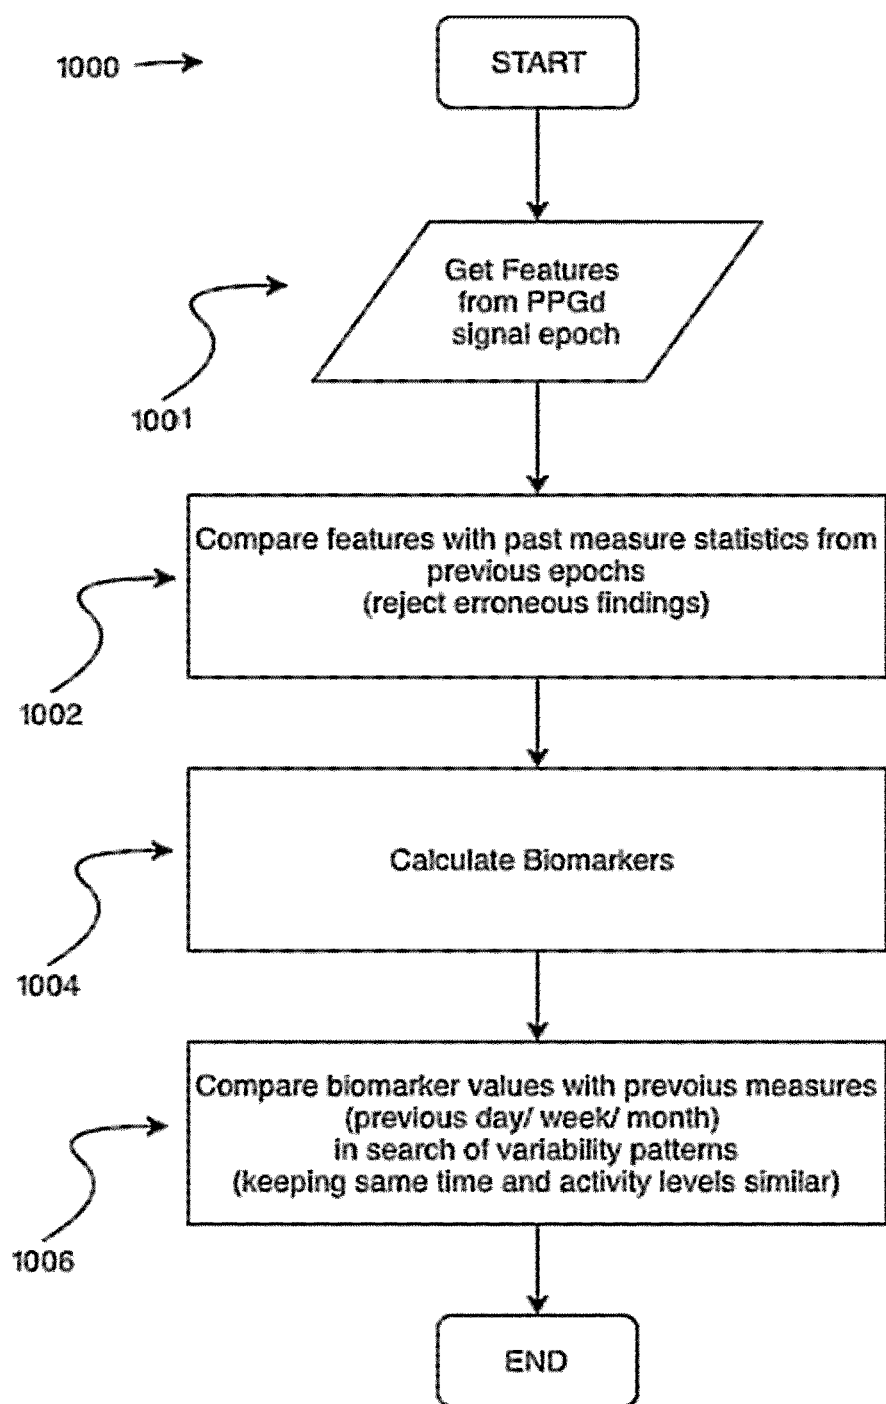 1000
START
Get Features
from PPGd
signal epoch
1001
Compare features with past measure statistics from
previous epochs
(reject erroneous findings)
1002
Calculate Biomarkers
1004
Compare biomarker values with prevoius measures
(previous day/ week/ month)
in search of variability patterns
(keeping same time and activity levels similar)
1006
END